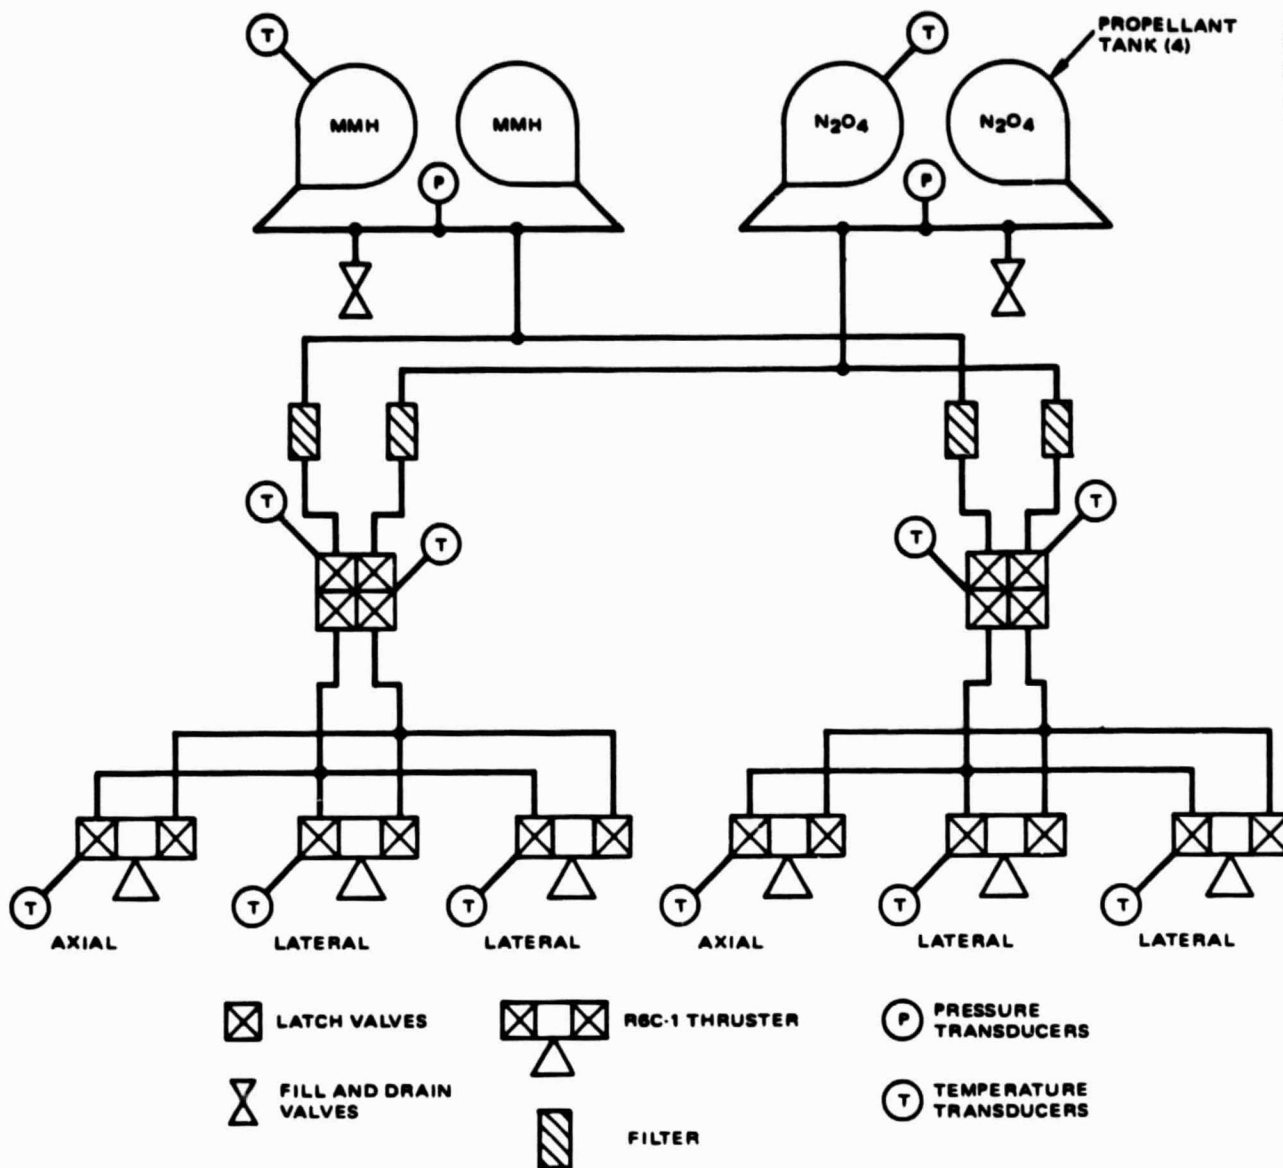 T
T
PROPELLANT
TANK (4)
MMH
MMH
N₂O₄
N₂O₄
P
P
T
T
T
T
T
T
T
T
T
T
AXIAL
LATERAL
LATERAL
AXIAL
LATERAL
LATERAL
LATCH VALVES
R6C-1 THRUSTER
P
PRESSURE
TRANSDUCERS
FILL AND DRAIN
VALVES
T
TEMPERATURE
TRANSDUCERS
FILTER